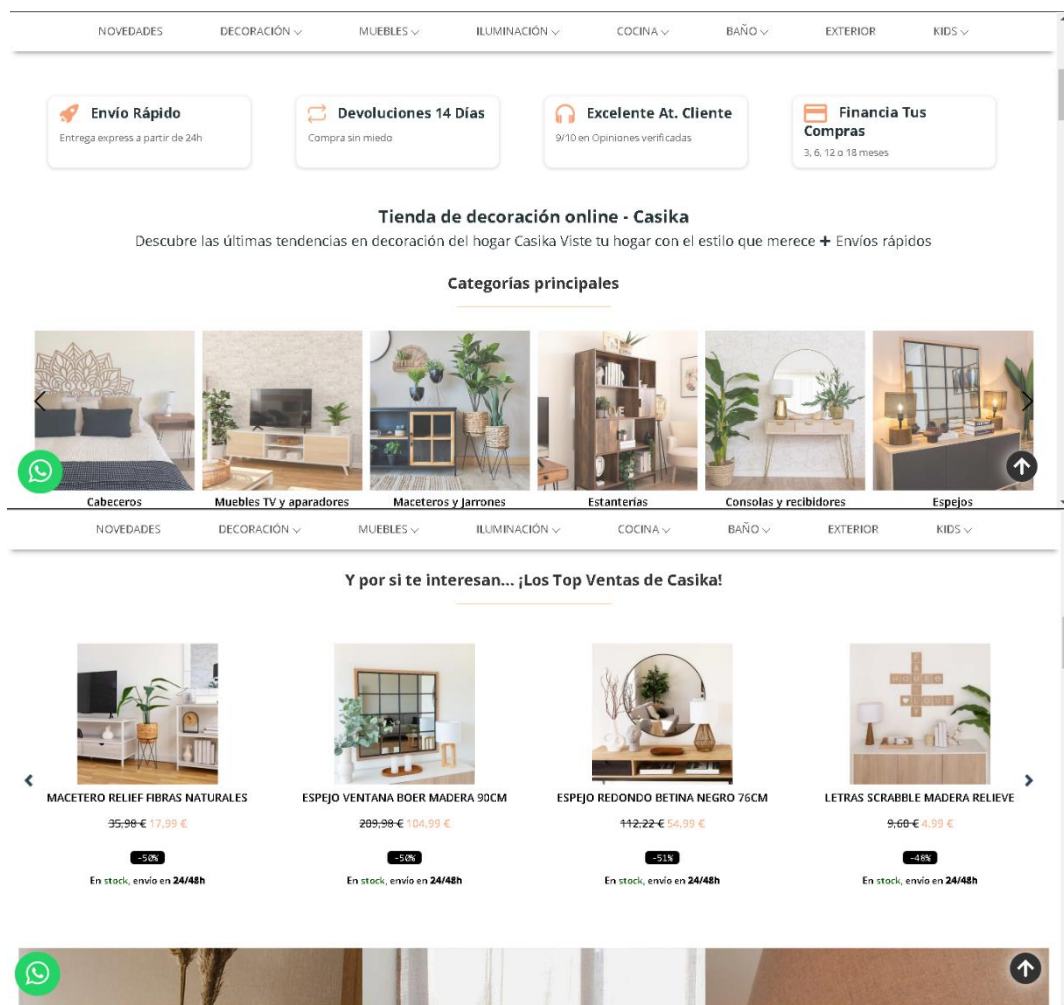 NOVEDADES DECORACIÓN MUEBLES ILUMINACIÓN COCINA BAÑO EXTERIOR KIDS
Envío Rápido
Entrega express a partir de 24h
Devoluciones 14 Días
Compra sin miedo
Excelente At. Cliente
9/10 en Opiniones verificadas
Financia Tus
Compras
3, 6, 12 o 18 meses
Tienda de decoración online - Casika
Descubre las últimas tendencias en decoración del hogar Casika Viste tu hogar con el estilo que merece + Envíos rápidos
Categorías principales
Cabeceros Muebles TV y aparadores Maceteros y Jarrones Estanterías Consolas y recibidores Espejos
NOVEDADES DECORACIÓN MUEBLES ILUMINACIÓN COCINA BAÑO EXTERIOR KIDS
Y por si te interesan... ¡Los Top Ventas de Casika!
MACETERO RELIEF FIBRAS NATURALES
35,98 € 17,99 €
-50%
En stock, envío en 24/48h
ESPEJO VENTANA BOER MADERA 90CM
209,98 € 104,99 €
-50%
En stock, envío en 24/48h
ESPEJO REDONDO BETINA NEGRO 76CM
112,22 € 54,99 €
-51%
En stock, envío en 24/48h
LETRAS SCRABBLE MADERA RELIEVE
9,60 € 4,99 €
-48%
En stock, envío en 24/48h